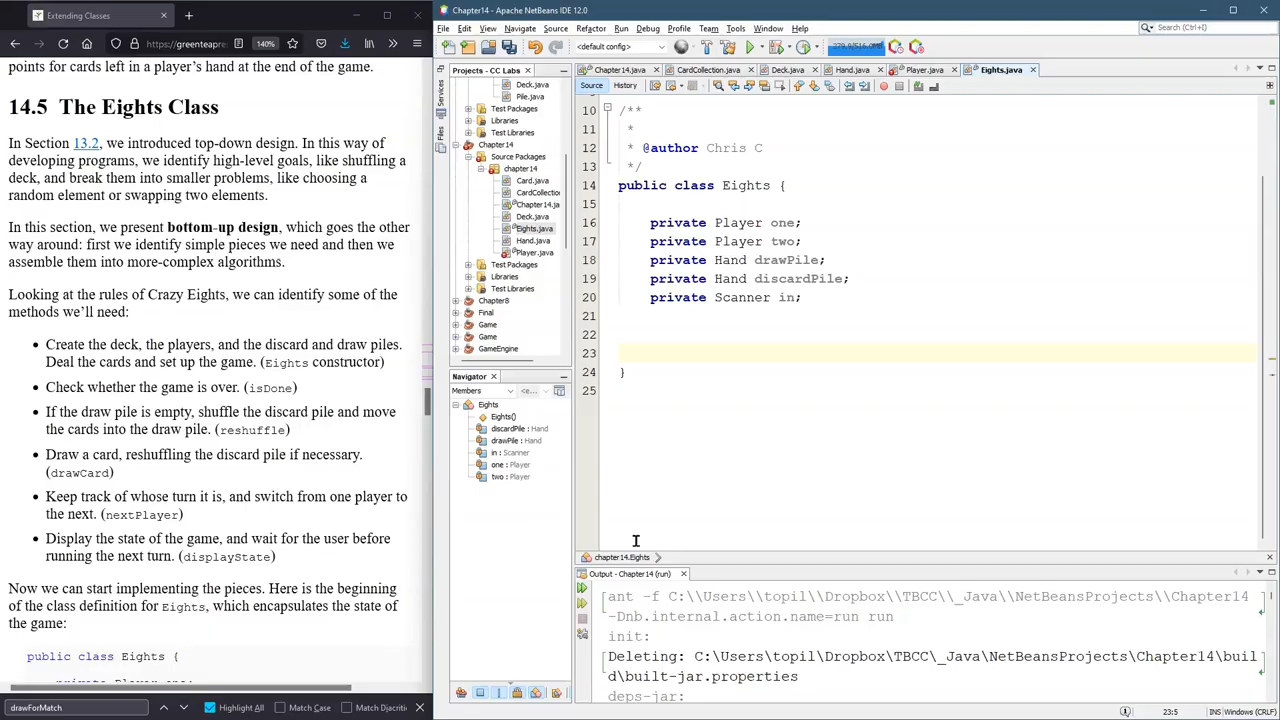 Extending Classes
Chapter14 - Apache NetBeans IDE 12.0
File Edit View Navigate Source Refactor Run Debug Profile Team Tools Window Help
Search (Ctrl+I)
https://greenteapre
140%
<default config>
279.9/516.0MB
points for cards left in a player's hand at the end of the game.
14.5 The Eights Class
In Section 13.2, we introduced top-down design. In this way of
developing programs, we identify high-level goals, like shuffling a
deck, and break them into smaller problems, like choosing a
random element or swapping two elements.
In this section, we present bottom-up design, which goes the other
way around: first we identify simple pieces we need and then we
assemble them into more-complex algorithms.
Looking at the rules of Crazy Eights, we can identify some of the
methods we'll need:
Create the deck, the players, and the discard and draw piles.
Deal the cards and set up the game. (Eights constructor)
Check whether the game is over. (isDone)
If the draw pile is empty, shuffle the discard pile and move
the cards into the draw pile. (reshuffle)
Draw a card, reshuffling the discard pile if necessary.
(drawCard)
Keep track of whose turn it is, and switch from one player to
the next. (nextPlayer)
Display the state of the game, and wait for the user before
running the next turn. (displayState)
Now we can start implementing the pieces. Here is the beginning
of the class definition for Eights, which encapsulates the state of
the game:
public class Eights {
drawForMatch
Highlight All
Match Case
Match Diacritics
Services
Files
Projects - CC Labs
Deck.java
Pile.java
Test Packages
Libraries
Test Libraries
Chapter14
Source Packages
chapter14
Card.java
CardCollection
Chapter14.ja
Deck.java
Eights.java
Hand.java
Player.java
Test Packages
Libraries
Test Libraries
Chapter8
Final
Game
Game
GameEngine
Navigator
Members
<e...
Eights
Eights()
discardPile : Hand
drawPile : Hand
in : Scanner
one : Player
two : Player
Chapter14.java
CardCollection.java
Deck.java
Hand.java
Player.java
Eights.java
Source
History
10 /**
11 *
12 * @author Chris C
13 */
14 public class Eights {
15
16 private Player one;
17 private Player two;
18 private Hand drawPile;
19 private Hand discardPile;
20 private Scanner in;
21
22
23
24 }
25
chapter14.Eights
Output - Chapter14 (run)
ant -f C:\\Users\\topil\\Dropbox\\TBCC\\_Java\\NetBeansProjects\\Chapter14
-Dnb.internal.action.name=run run
init:
Deleting: C:\Users\topil\Dropbox\TBCC\_Java\NetBeansProjects\Chapter14\buil
d\built-jar.properties
deps-jar:
23:5
INS
Windows (CRLF)